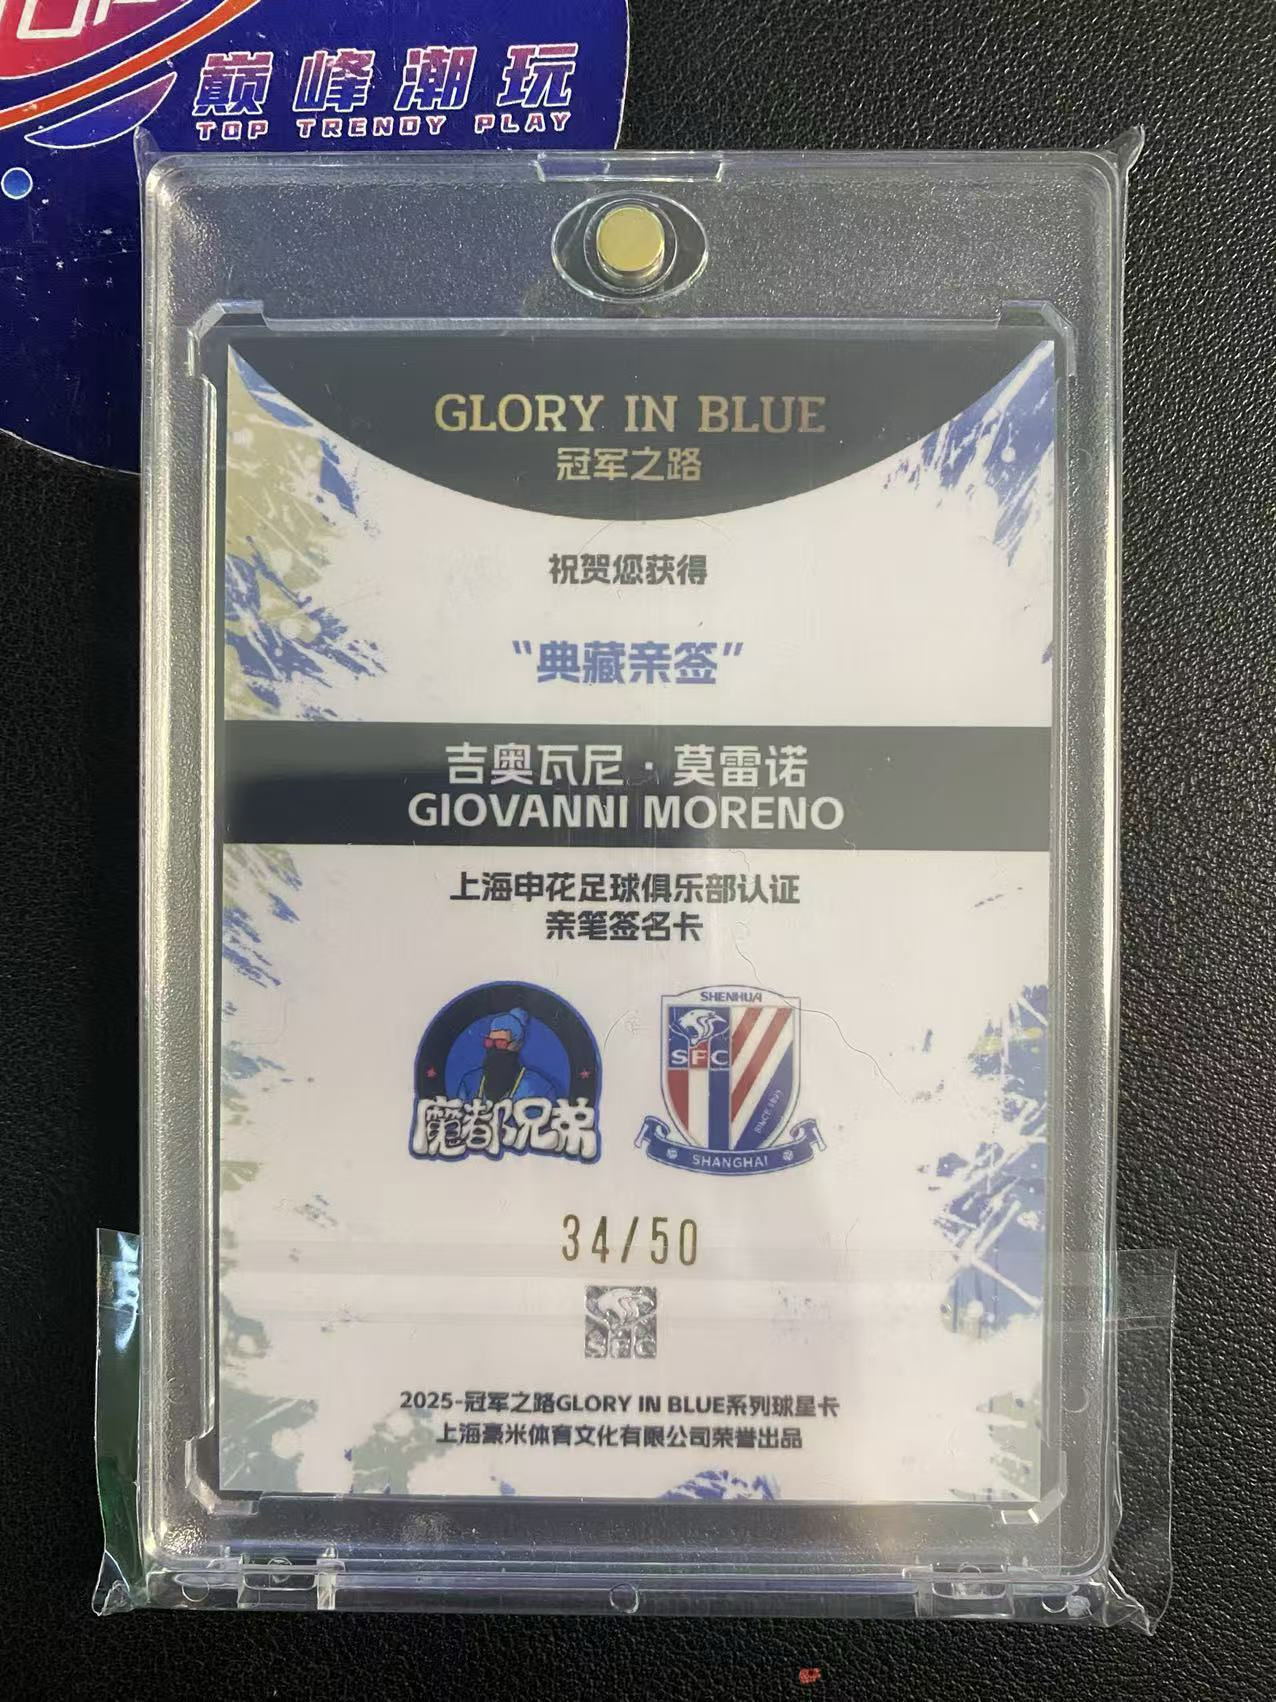 巅峰潮玩
TOP TRENDY PLAY
GLORY IN BLUE
冠军之路
祝贺您获得
“典藏亲签”
吉奥瓦尼·莫雷诺
GIOVANNI MORENO
上海申花足球俱乐部认证
亲笔签名卡
魔都兄弟
SHENHUA
SFC
SINCE 1993
SHANGHAI
34/50
SFC
2025-冠军之路GLORY IN BLUE系列球星卡
上海豪米体育文化有限公司荣誉出品